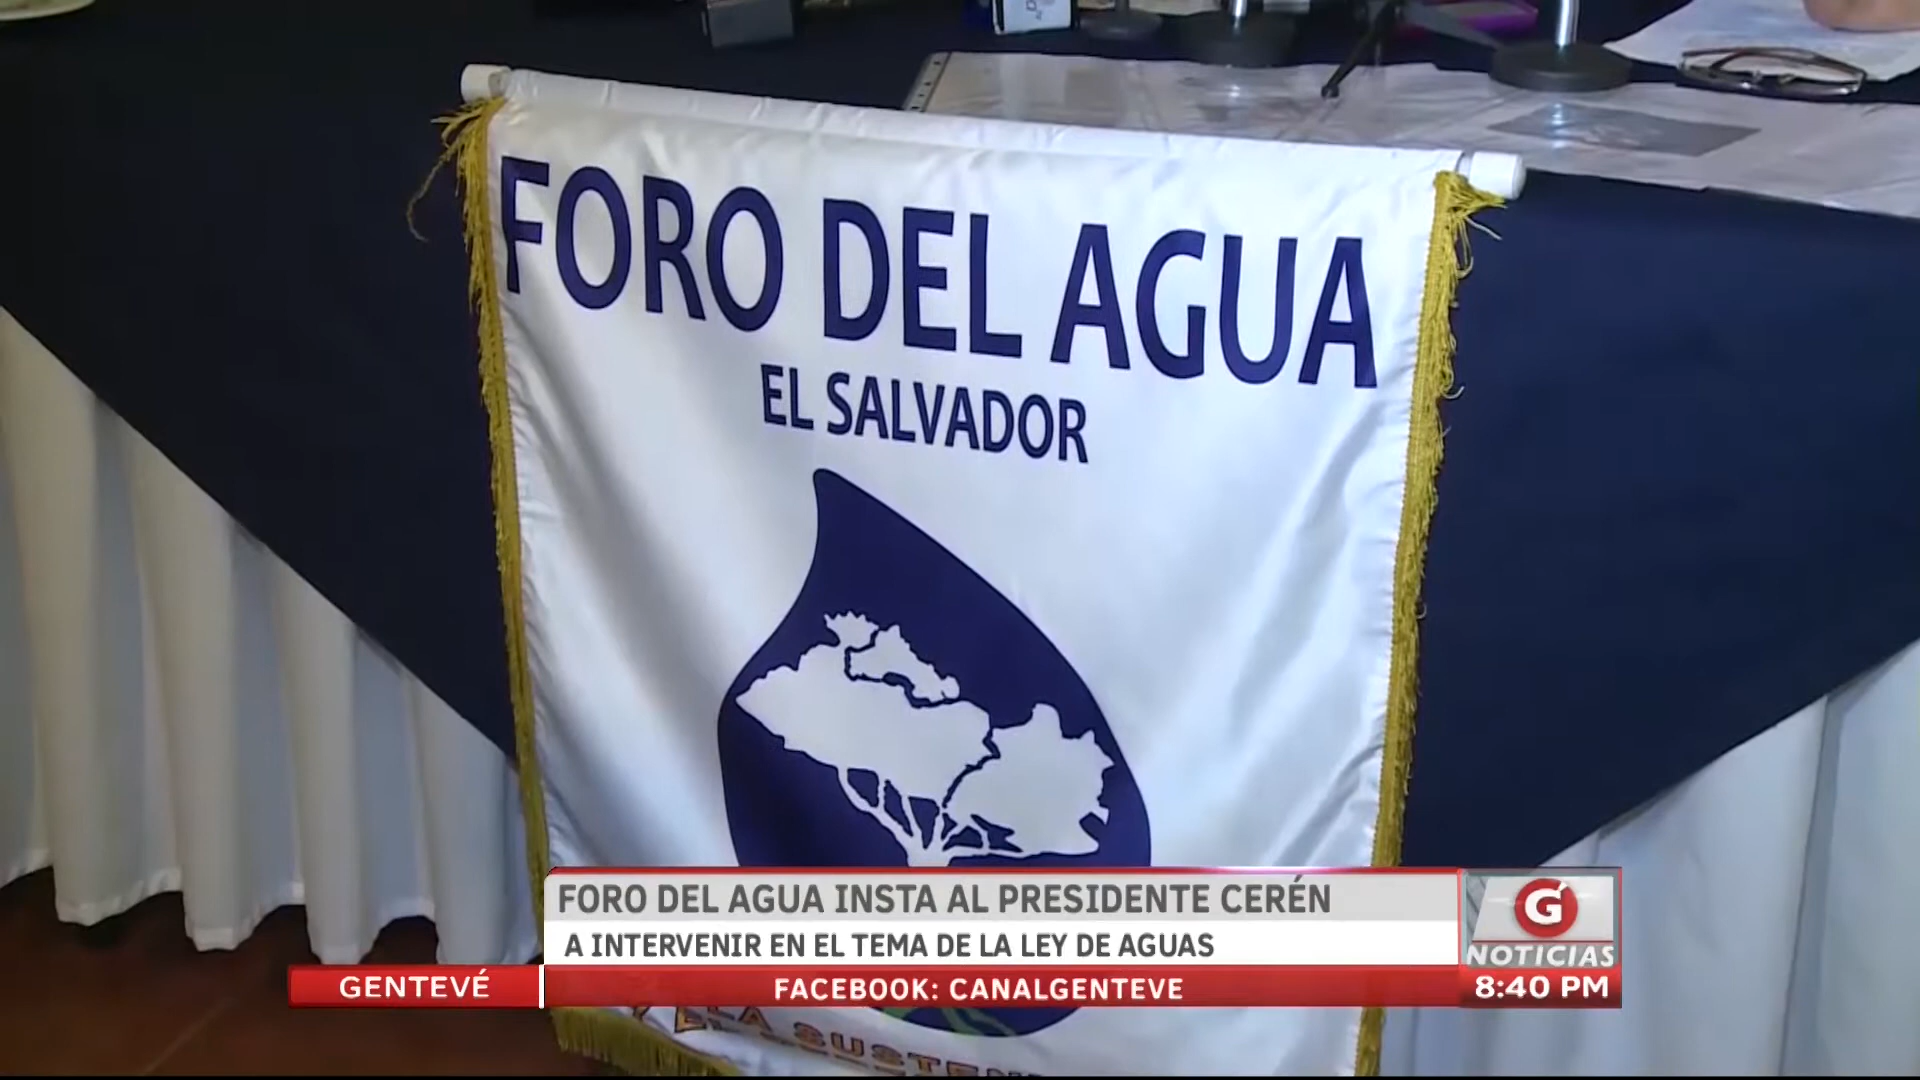 FORO DEL AGUA
EL SALVADOR
FORO DEL AGUA INSTA AL PRESIDENTE CERÉN
A INTERVENIR EN EL TEMA DE LA LEY DE AGUAS
G
NOTICIAS
GENTEVÉ
FACEBOOK: CANALGENTEVE
8:40 PM
LA